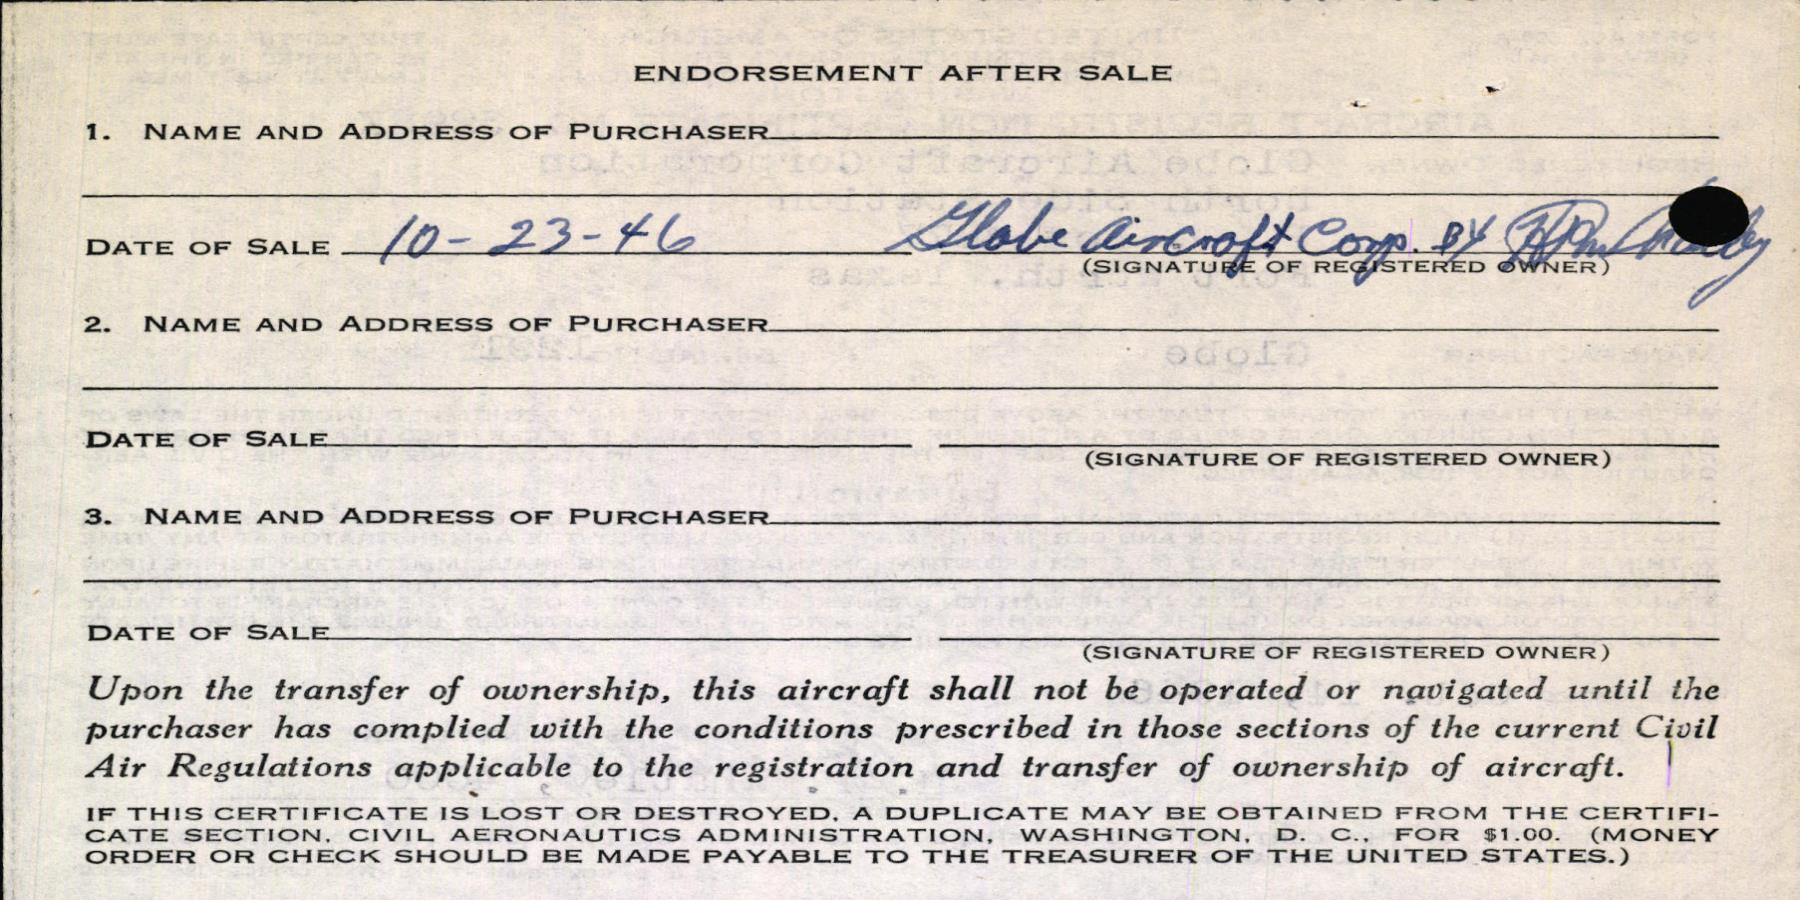 ENDORSEMENT AFTER SALE
1. NAME AND ADDRESS OF PURCHASER
DATE OF SALE 10-23-46 Globe Aircraft Corp. BY
(SIGNATURE OF REGISTERED OWNER)
2. NAME AND ADDRESS OF PURCHASER
DATE OF SALE
(SIGNATURE OF REGISTERED OWNER)
3. NAME AND ADDRESS OF PURCHASER
DATE OF SALE
(SIGNATURE OF REGISTERED OWNER)
Upon the transfer of ownership, this aircraft shall not be operated or navigated until the
purchaser has complied with the conditions prescribed in those sections of the current Civil
Air Regulations applicable to the registration and transfer of ownership of aircraft.
IF THIS CERTIFICATE IS LOST OR DESTROYED, A DUPLICATE MAY BE OBTAINED FROM THE CERTIFI-
CATE SECTION, CIVIL AERONAUTICS ADMINISTRATION, WASHINGTON, D. C., FOR $1.00. (MONEY
ORDER OR CHECK SHOULD BE MADE PAYABLE TO THE TREASURER OF THE UNITED STATES.)